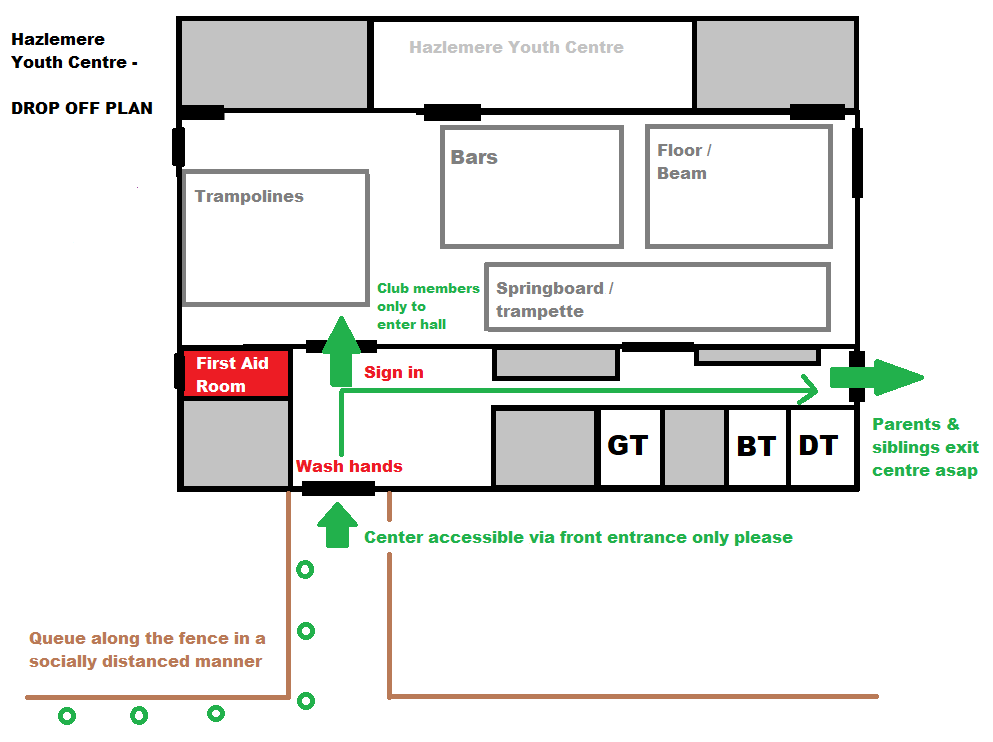 Hazlemere
Youth Centre -
DROP OFF PLAN
Hazlemere Youth Centre
Trampolines
Bars
Floor /
Beam
Club members
only to
enter hall
Springboard /
trampette
First Aid
Room
Sign in
Wash hands
GT
BT
DT
Parents &
siblings exit
centre asap
Center accessible via front entrance only please
Queue along the fence in a
socially distanced manner